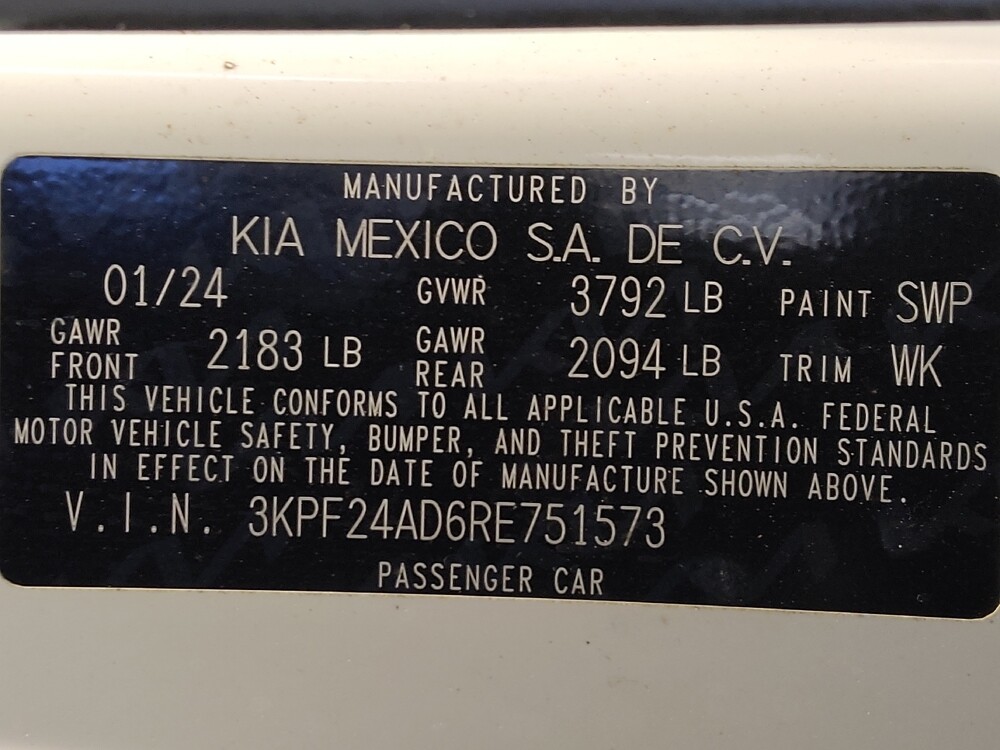 MANUFACTURED BY
KIA MEXICO S.A. DE C.V.
01/24 GVWR 3792 LB PAINT SWP
GAWR FRONT 2183 LB GAWR REAR 2094 LB TRIM WK
THIS VEHICLE CONFORMS TO ALL APPLICABLE U.S.A. FEDERAL
MOTOR VEHICLE SAFETY, BUMPER, AND THEFT PREVENTION STANDARDS
IN EFFECT ON THE DATE OF MANUFACTURE SHOWN ABOVE.
V.I.N. 3KPF24AD6RE751573
PASSENGER CAR